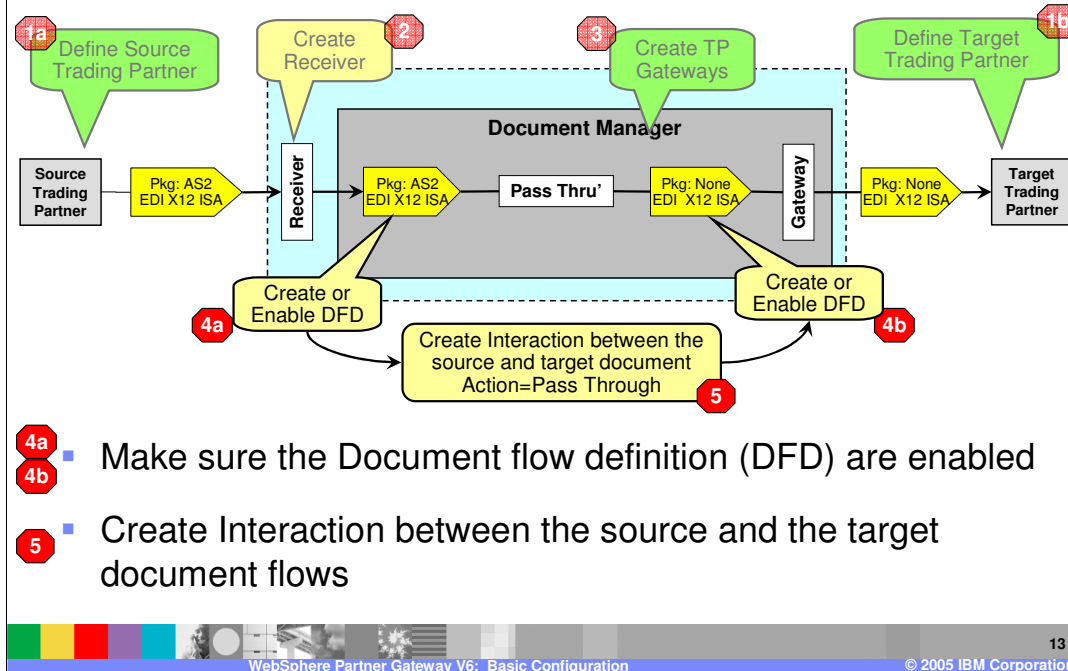 1a
Define Source
Trading Partner
Create
Receiver
2
3
Create TP
Gateways
Define Target
Trading Partner
1b
Document Manager
Source
Trading
Partner
Pkg: AS2
EDI X12 ISA
Receiver
Pkg: AS2
EDI X12 ISA
Pass Thru'
Pkg: None
EDI X12 ISA
Gateway
Pkg: None
EDI X12 ISA
Target
Trading
Partner
Create or
Enable DFD
4a
Create or
Enable DFD
4b
Create Interaction between the
source and target document
Action=Pass Through
5
4a
4b
Make sure the Document flow definition (DFD) are enabled
5
Create Interaction between the source and the target
document flows
13
WebSphere Partner Gateway V6: Basic Configuration
© 2005 IBM Corporation